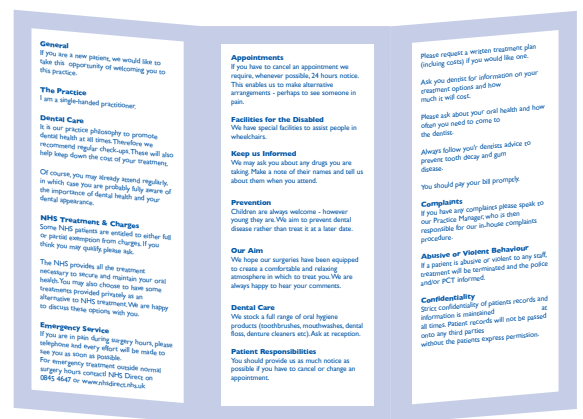 General
If you are a new patient, we would like to
take this opportunity of welcoming you to
this practice.
The Practice
I am a single-handed practitioner.
Dental Care
It is our practice philosophy to promote
dental health at all times. Therefore we
recommend regular check-ups. These will also
help keep down the cost of your treatment.
Of course, you may already attend regularly,
in which case you are probably fully aware of
the importance of dental health and your
dental appearance.
NHS Treatment & Charges
Some NHS patients are entitled to either full
or partial exemption from charges. If you
think you may qualify, please ask.
The NHS provides all the treatment
necessary to secure and maintain your oral
health. You may also choose to have some
treatments provided privately as an
alternative to NHS treatment. We are happy
to discuss these options with you.
Emergency Service
If you are in pain during surgery hours, please
telephone and every effort will be made to
see you as soon as possible.
For emergency treatment outside normal
surgery hours contact! NHS Direct on
0845 4647 or www.nhsdirect.nhs.uk
Appointments
If you have to cancel an appointment we
require, whenever possible, 24 hours notice.
This enables us to make alternative
arrangements - perhaps to see someone in
pain.
Facilities for the Disabled
We have special facilities to assist people in
wheelchairs.
Keep us Informed
We may ask you about any drugs you are
taking. Make a note of their names and tell us
about them when you attend.
Prevention
Children are always welcome - however
young they are. We aim to prevent dental
disease rather than treat it at a later date.
Our Aim
We hope our surgeries have been equipped
to create a comfortable and relaxing
atmosphere in which to treat you. We are
always happy to hear your comments.
Dental Care
We stock a full range of oral hygiene
products (toothbrushes, mouthwashes, dental
floss, denture cleaners etc). Ask at reception.
Patient Responsibilities
You should provide us as much notice as
possible if you have to cancel or change an
appointment.
Please request a written treatment plan
(inclcing costs) if you would like one.
Ask you dentist for information on your
treatment options and how
much it will cost.
Please ask about your oral health and how
often you need to come to
the dentist.
Always follow you'r dentists advice to
prevent tooth decay and gum
disease.
You should pay your bill promptly.
Complaints
If you have any complaints please speak to
our Practice Manager, who is then
responsible for our in-house complaints
procedure.
Abusive or Violent Behaviour
If a patient is abusive or violent to any staff,
treatment will be terminated and the police
and/or PCT informed.
Confidentiality
Strict confidentiality of patients records and
information is maintained at
all times. Patient records will not be passed
onto any third parties
without the patients express permission.